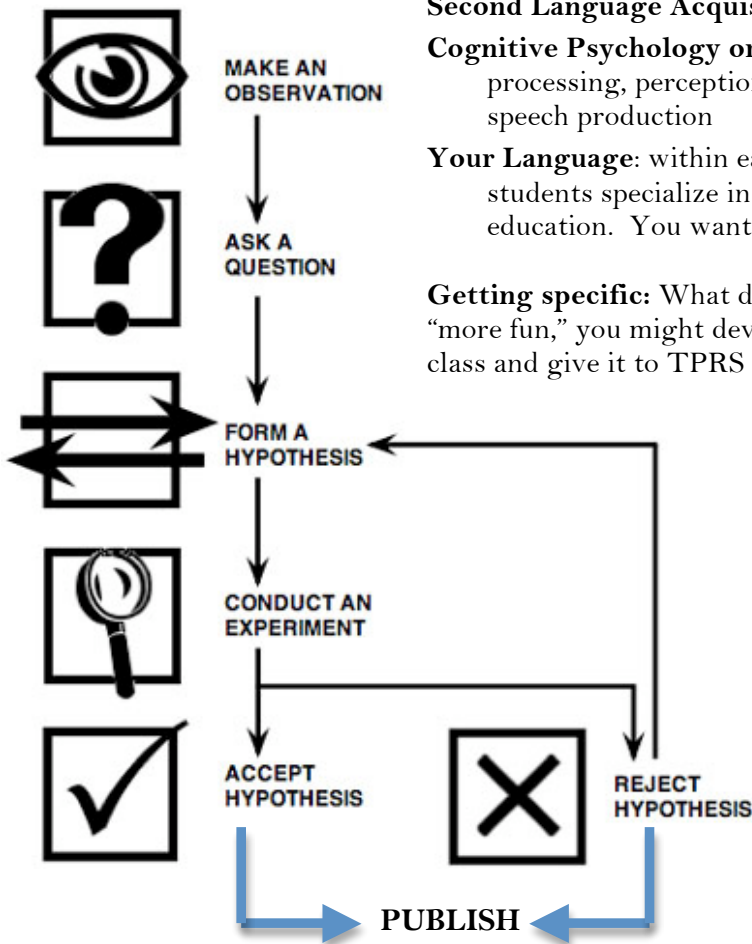 Second Language Acquis
Cognitive Psychology or
processing, perception
speech production
Your Language: within ea
students specialize in
education. You want
Getting specific: What d
"more fun," you might dev
class and give it to TPRS
MAKE AN
OBSERVATION
ASK A
QUESTION
FORM A
HYPOTHESIS
CONDUCT AN
EXPERIMENT
ACCEPT
HYPOTHESIS
REJECT
HYPOTHESIS
PUBLISH